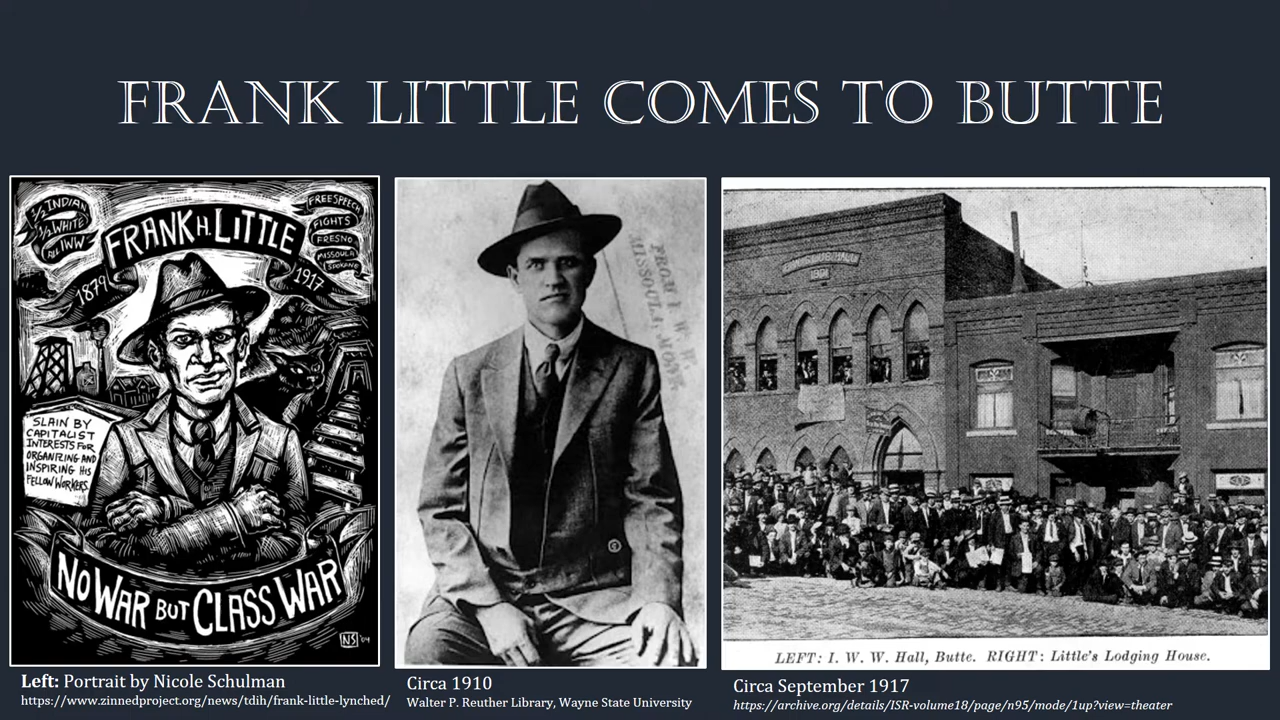 FRANK LITTLE COMES TO BUTTE
1/2 INDIAN
1/2 WHITE
ALL IWW
FRANK H. LITTLE
1879
1917
FREE SPEECH
FIGHTS
FRESNO
MISSOULA
SPOKANE
SLAIN BY
CAPITALIST
INTERESTS FOR
ORGANIZING AND
INSPIRING HIS
FELLOW WORKERS.
NO WAR BUT CLASS WAR
NS '04
FROM I. W. W.
MISSOULA, MONT.
LEFT: I. W. W. Hall, Butte. RIGHT: Little's Lodging House.
Left: Portrait by Nicole Schulman
https://www.zinnedproject.org/news/tdih/frank-little-lynched/
Circa 1910
Walter P. Reuther Library, Wayne State University
Circa September 1917
https://archive.org/details/ISR-volume18/page/n95/mode/1up?view=theater